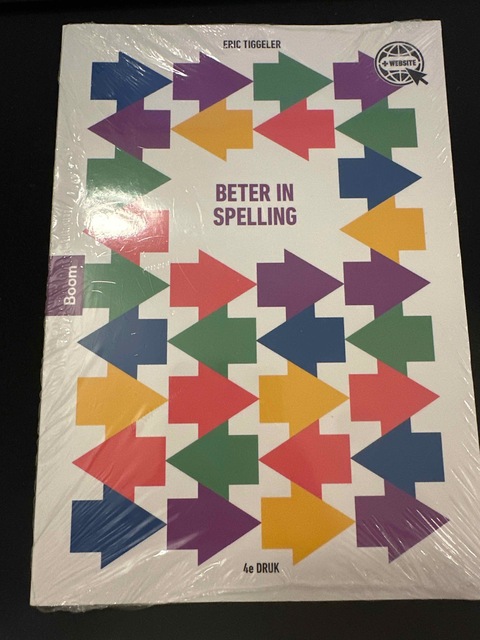 ERIC TIGGELER
+ WEBSITE
BETER IN
SPELLING
Boom
4e DRUK